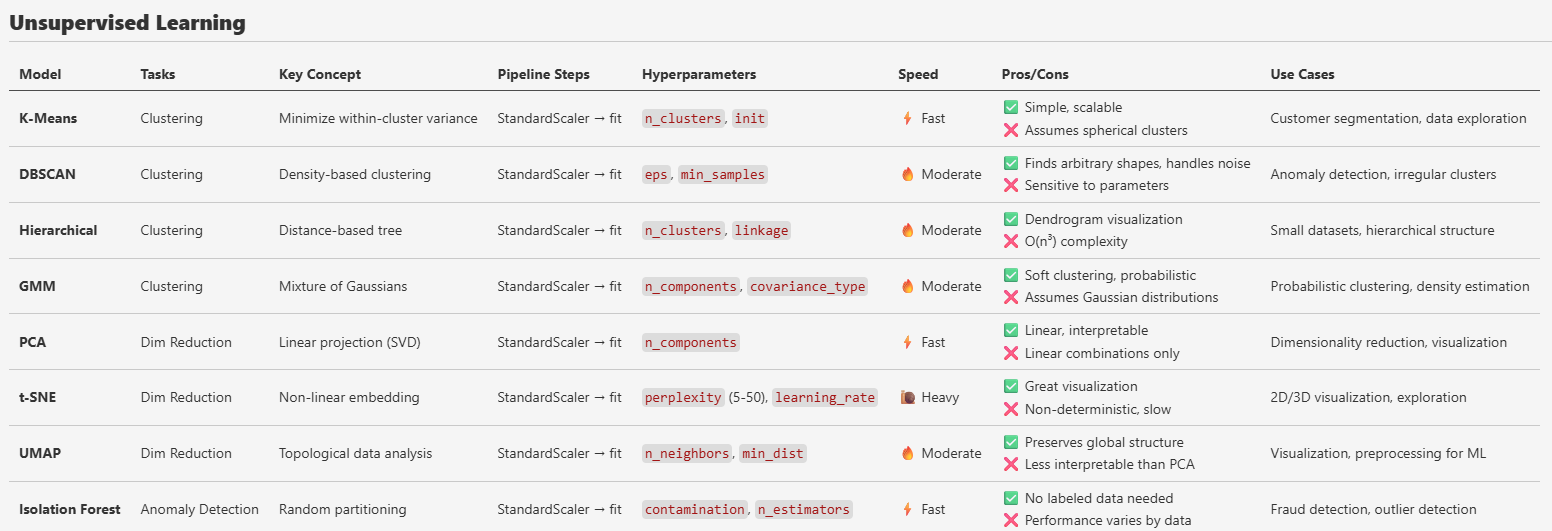 Unsupervised Learning
Model Tasks Key Concept Pipeline Steps Hyperparameters Speed Pros/Cons Use Cases
K-Means Clustering Minimize within-cluster variance StandardScaler → fit n_clusters, init ⚡ Fast ✅ Simple, scalable
❌ Assumes spherical clusters Customer segmentation, data exploration
DBSCAN Clustering Density-based clustering StandardScaler → fit eps, min_samples 🔥 Moderate ✅ Finds arbitrary shapes, handles noise
❌ Sensitive to parameters Anomaly detection, irregular clusters
Hierarchical Clustering Distance-based tree StandardScaler → fit n_clusters, linkage 🔥 Moderate ✅ Dendrogram visualization
❌ O(n³) complexity Small datasets, hierarchical structure
GMM Clustering Mixture of Gaussians StandardScaler → fit n_components, covariance_type 🔥 Moderate ✅ Soft clustering, probabilistic
❌ Assumes Gaussian distributions Probabilistic clustering, density estimation
PCA Dim Reduction Linear projection (SVD) StandardScaler → fit n_components ⚡ Fast ✅ Linear, interpretable
❌ Linear combinations only Dimensionality reduction, visualization
t-SNE Dim Reduction Non-linear embedding StandardScaler → fit perplexity (5-50), learning_rate 🐌 Heavy ✅ Great visualization
❌ Non-deterministic, slow 2D/3D visualization, exploration
UMAP Dim Reduction Topological data analysis StandardScaler → fit n_neighbors, min_dist 🔥 Moderate ✅ Preserves global structure
❌ Less interpretable than PCA Visualization, preprocessing for ML
Isolation Forest Anomaly Detection Random partitioning StandardScaler → fit contamination, n_estimators ⚡ Fast ✅ No labeled data needed
❌ Performance varies by data Fraud detection, outlier detection